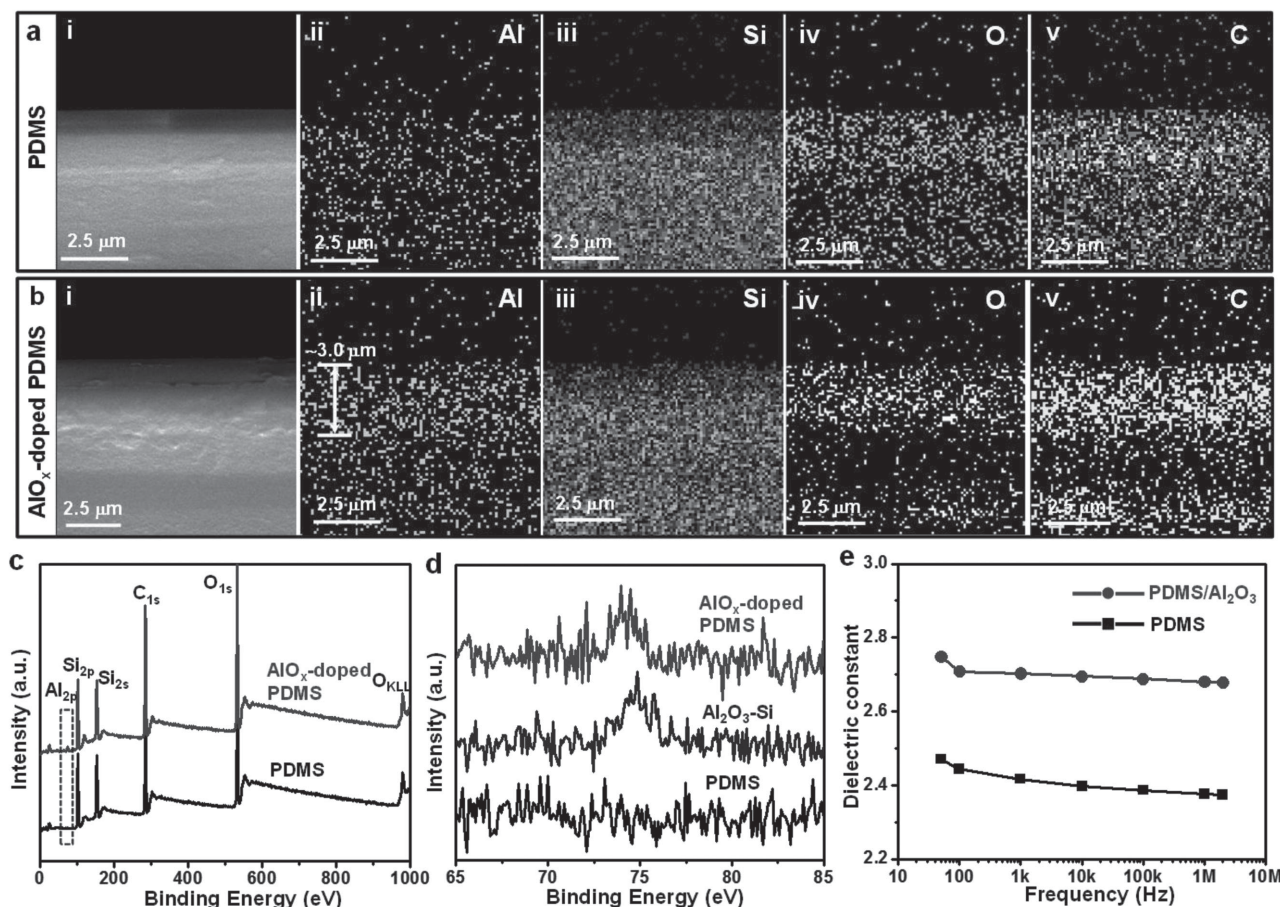 a
PDMS
i
2.5 μm
ii
Al
2.5 μm
iii
Si
2.5 μm
iv
O
2.5 μm
v
C
2.5 μm
b
AlOₓ-doped PDMS
i
2.5 μm
ii
Al
~3.0 μm
2.5 μm
iii
Si
2.5 μm
iv
O
2.5 μm
v
C
2.5 μm
c
Intensity (a.u.)
Al2p
Si2p
Si2s
C1s
O1s
AlOₓ-doped
PDMS
OKLL
PDMS
0 200 400 600 800 1000
Binding Energy (eV)
d
Intensity (a.u.)
AlOₓ-doped
PDMS
Al₂O₃-Si
PDMS
65 70 75 80 85
Binding Energy (eV)
e
Dielectric constant
3.0
2.8
2.6
2.4
2.2
PDMS/Al₂O₃
PDMS
10 100 1k 10k 100k 1M 10M
Frequency (Hz)